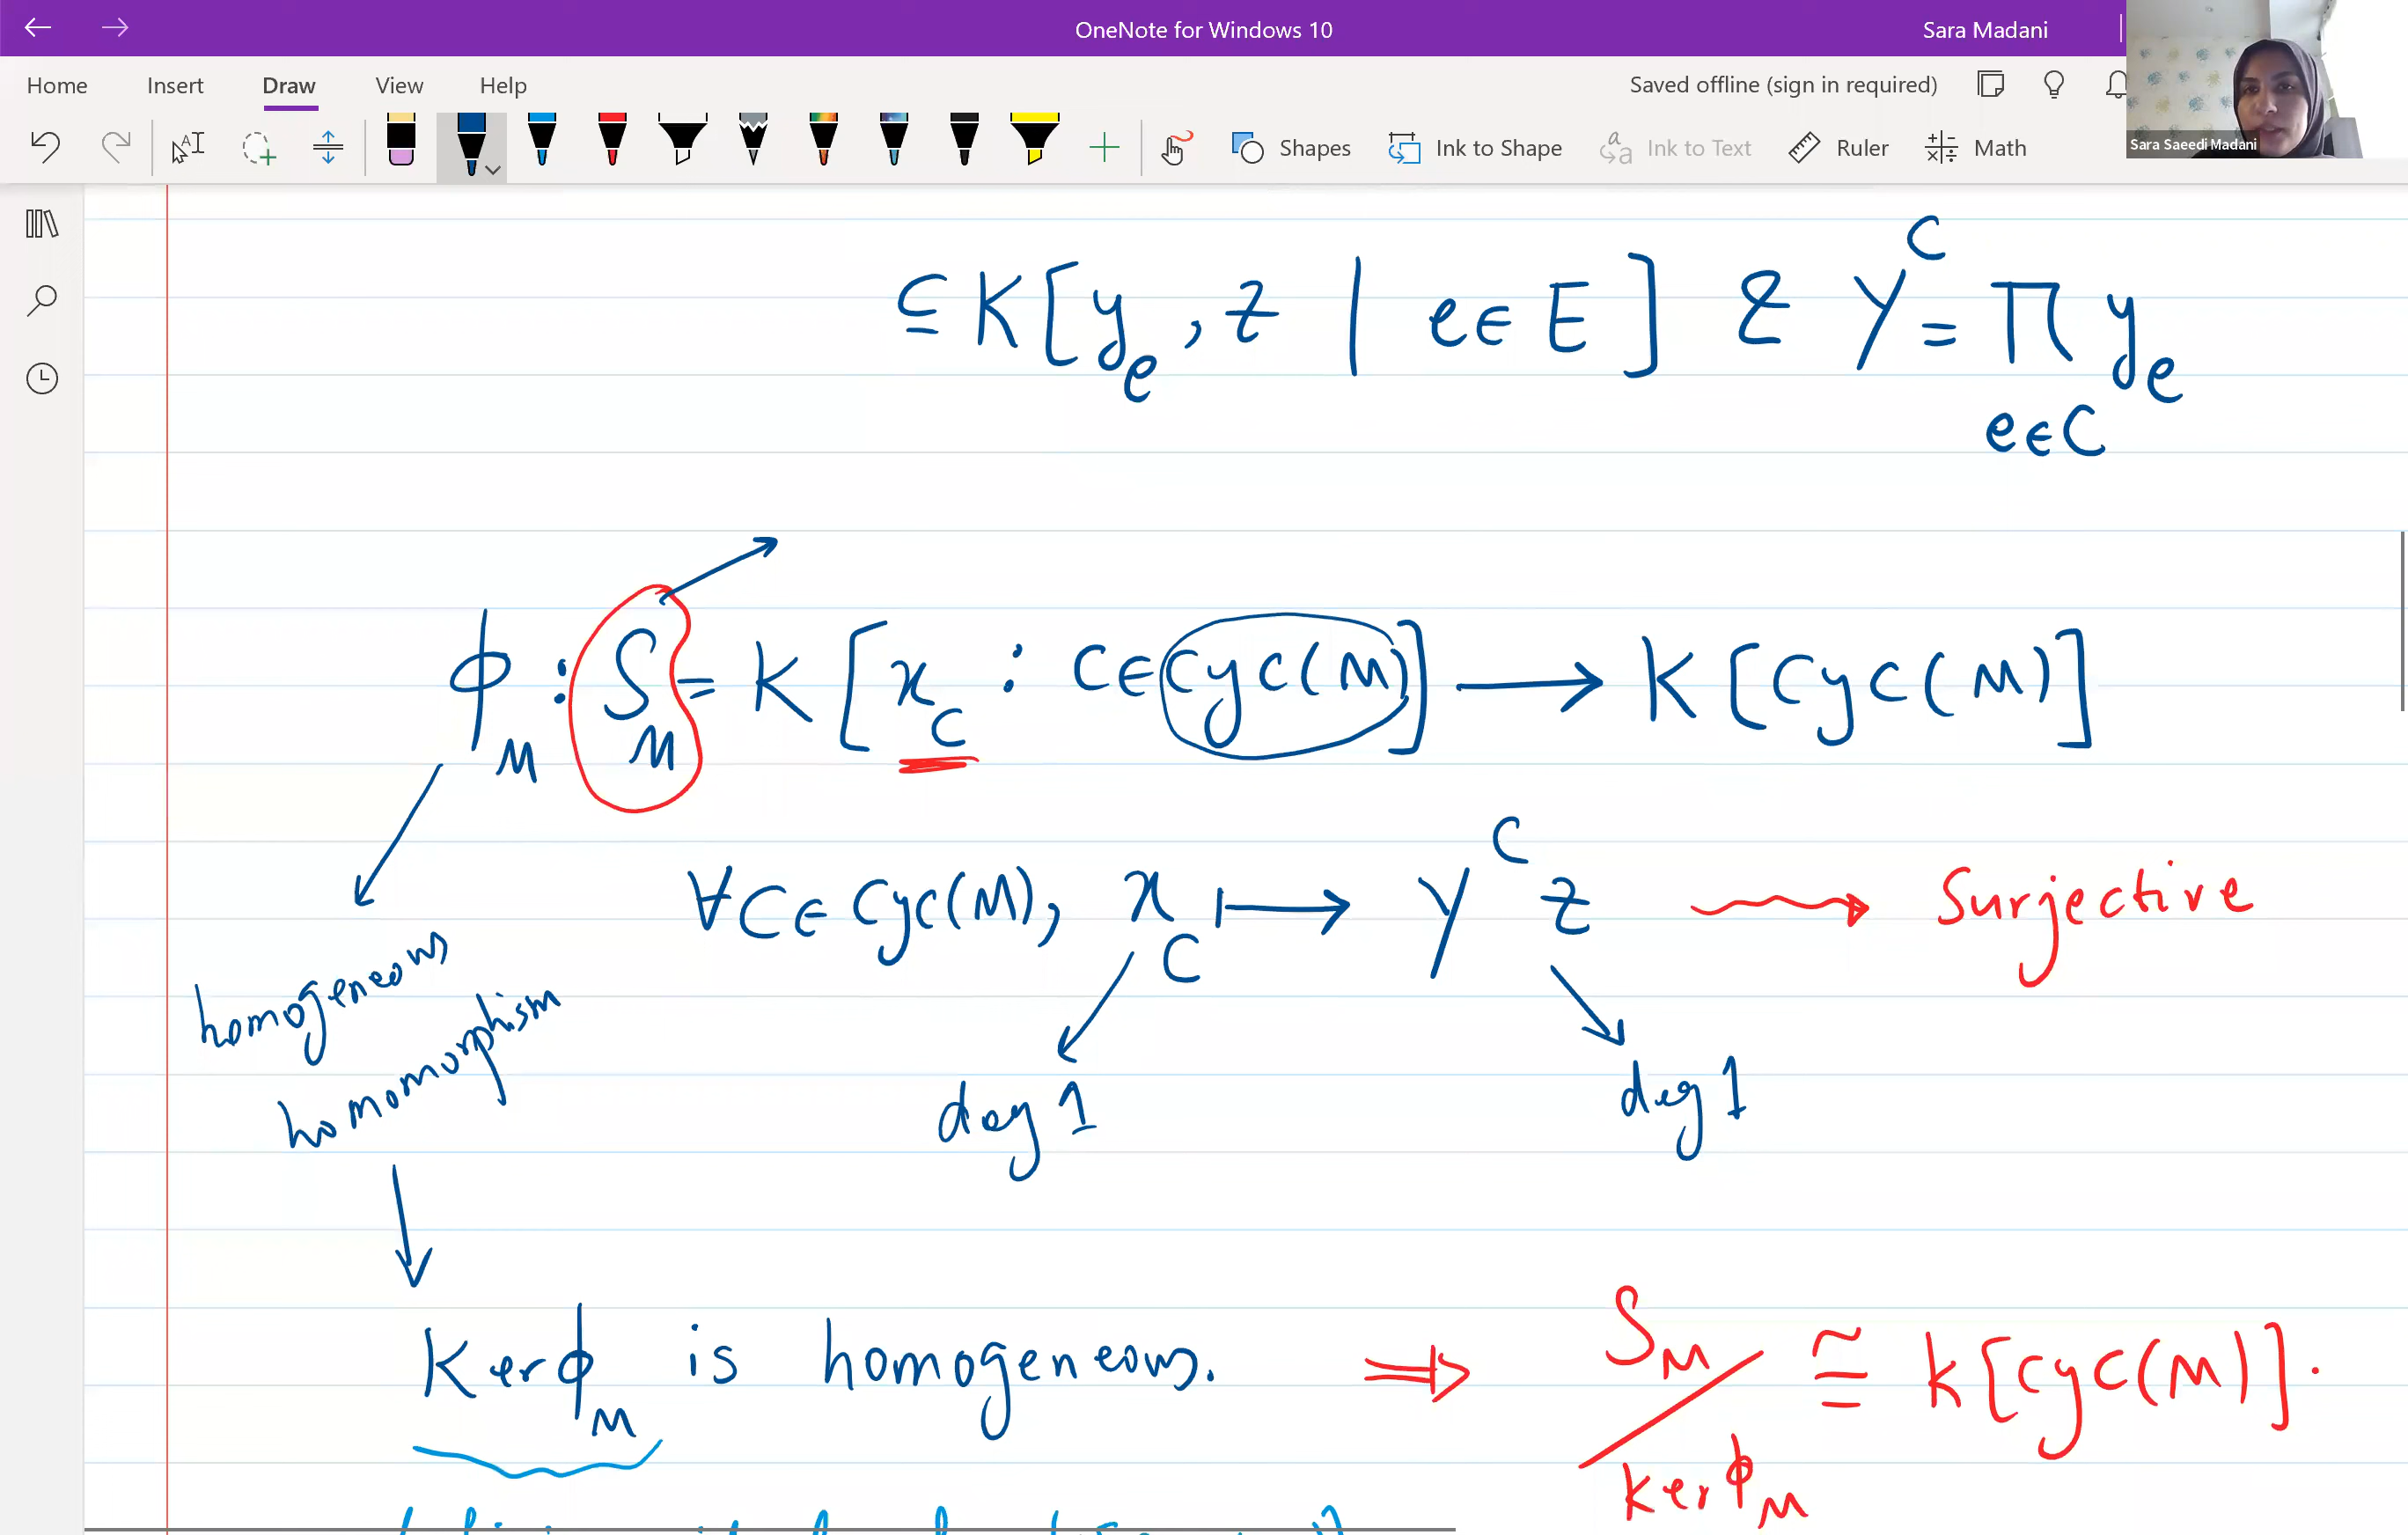 OneNote for Windows 10
Sara Madani
Home Insert Draw View Help
Saved offline (sign in required)
Shapes Ink to Shape Ink to Text Ruler Math
Sara Saeedi Madani
⊆ K[y_e, z | e ∈ E] & Y^C = Π_{e∈C} y_e
ϕ_M : S_M = K[x_C : C ∈ Cyc(M)] ⟶ K[Cyc(M)]
∀C ∈ Cyc(M), x_C ⟼ Y^C z ⇝ Surjective
homogeneous
homomorphism
deg 1
deg 1
Ker ϕ_M is homogeneous. ⟹ S_M / ker ϕ_M ≅ K[Cyc(M)].